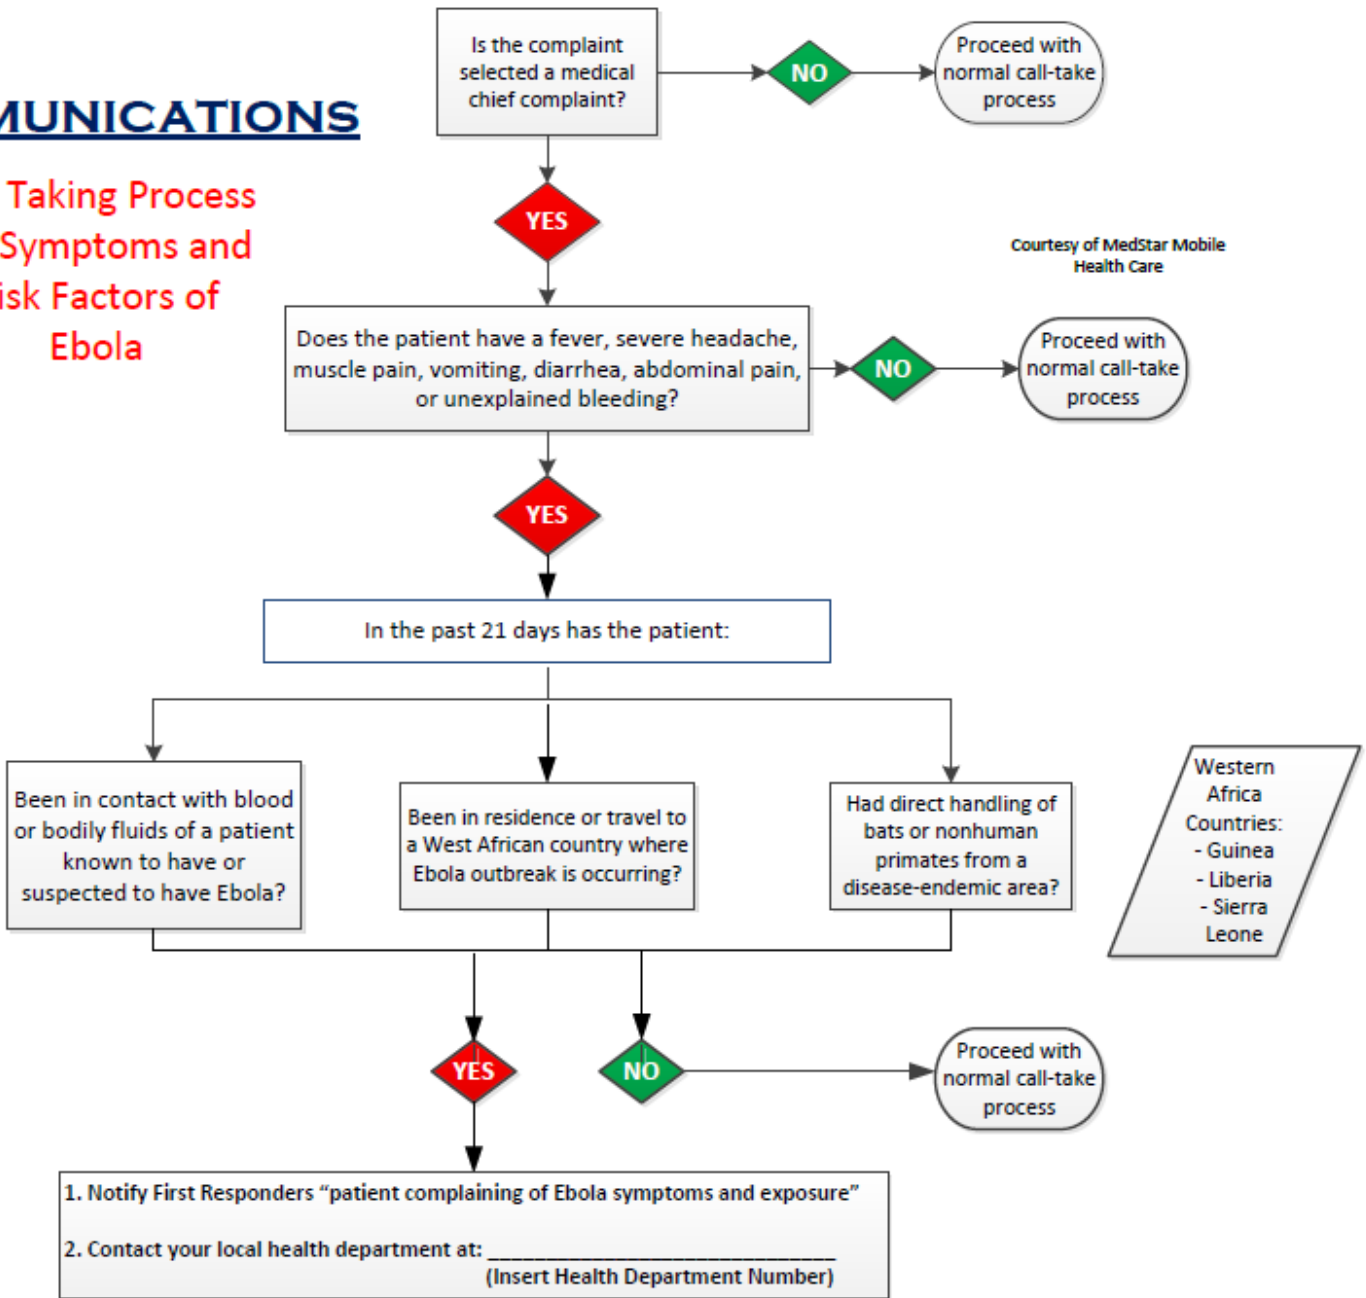 Is the complaint
selected a medical
chief complaint?
NO
Proceed with
normal call-take
process
MUNICATIONS
Taking Process
Symptoms and
isk Factors of
Ebola
YES
Courtesy of MedStar Mobile
Health Care
Does the patient have a fever, severe headache,
muscle pain, vomiting, diarrhea, abdominal pain,
or unexplained bleeding?
NO
Proceed with
normal call-take
process
YES
In the past 21 days has the patient:
Been in contact with blood
or bodily fluids of a patient
known to have or
suspected to have Ebola?
Been in residence or travel to
a West African country where
Ebola outbreak is occurring?
Had direct handling of
bats or nonhuman
primates from a
disease-endemic area?
Western
Africa
Countries:
- Guinea
- Liberia
- Sierra
Leone
YES
NO
Proceed with
normal call-take
process
1. Notify First Responders “patient complaining of Ebola symptoms and exposure”
2. Contact your local health department at: ______________________________
(Insert Health Department Number)